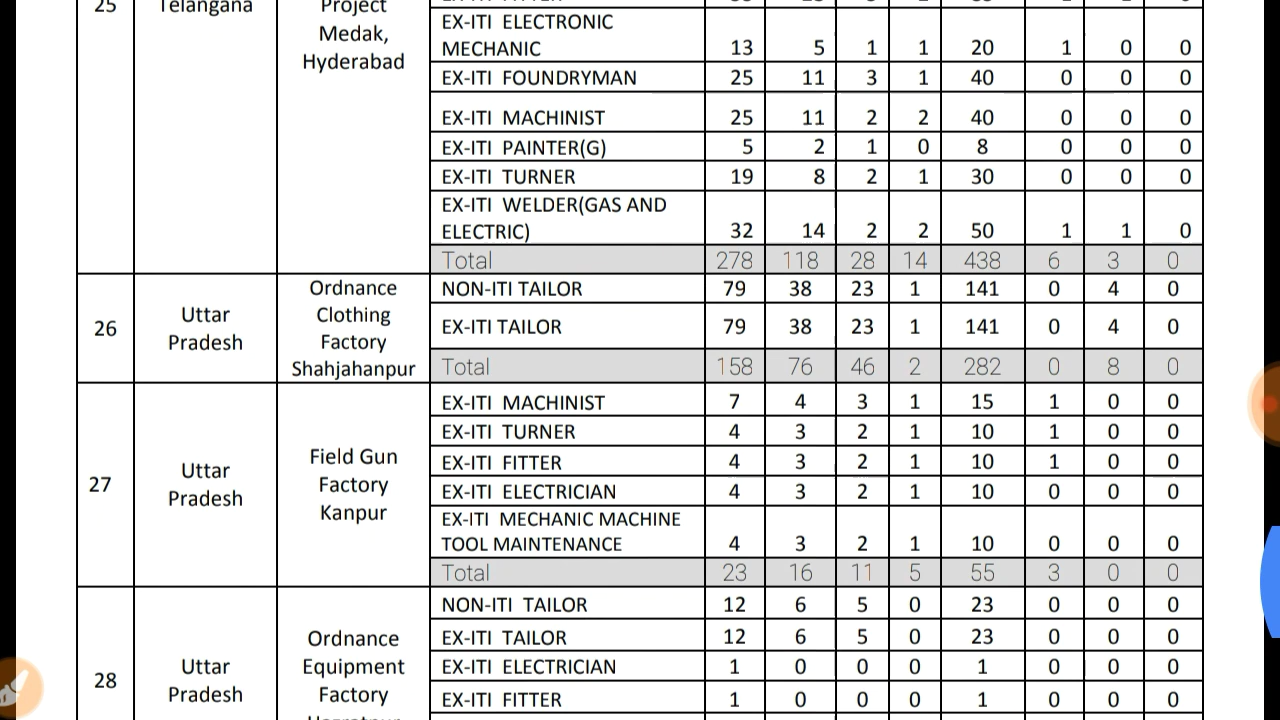 25 Telangana Project
Medak,
Hyderabad
EX-ITI ELECTRONIC
MECHANIC 13 5 1 1 20 1 0 0
EX-ITI FOUNDRYMAN 25 11 3 1 40 0 0 0
EX-ITI MACHINIST 25 11 2 2 40 0 0 0
EX-ITI PAINTER(G) 5 2 1 0 8 0 0 0
EX-ITI TURNER 19 8 2 1 30 0 0 0
EX-ITI WELDER(GAS AND
ELECTRIC) 32 14 2 2 50 1 1 0
Total 278 118 28 14 438 6 3 0
26
Uttar
Pradesh
Ordnance
Clothing
Factory
Shahjahanpur
NON-ITI TAILOR 79 38 23 1 141 0 4 0
EX-ITI TAILOR 79 38 23 1 141 0 4 0
Total 158 76 46 2 282 0 8 0
27
Uttar
Pradesh
Field Gun
Factory
Kanpur
EX-ITI MACHINIST 7 4 3 1 15 1 0 0
EX-ITI TURNER 4 3 2 1 10 1 0 0
EX-ITI FITTER 4 3 2 1 10 1 0 0
EX-ITI ELECTRICIAN 4 3 2 1 10 0 0 0
EX-ITI MECHANIC MACHINE
TOOL MAINTENANCE 4 3 2 1 10 0 0 0
Total 23 16 11 5 55 3 0 0
28
Uttar
Pradesh
Ordnance
Equipment
Factory
NON-ITI TAILOR 12 6 5 0 23 0 0 0
EX-ITI TAILOR 12 6 5 0 23 0 0 0
EX-ITI ELECTRICIAN 1 0 0 0 1 0 0 0
EX-ITI FITTER 1 0 0 0 1 0 0 0